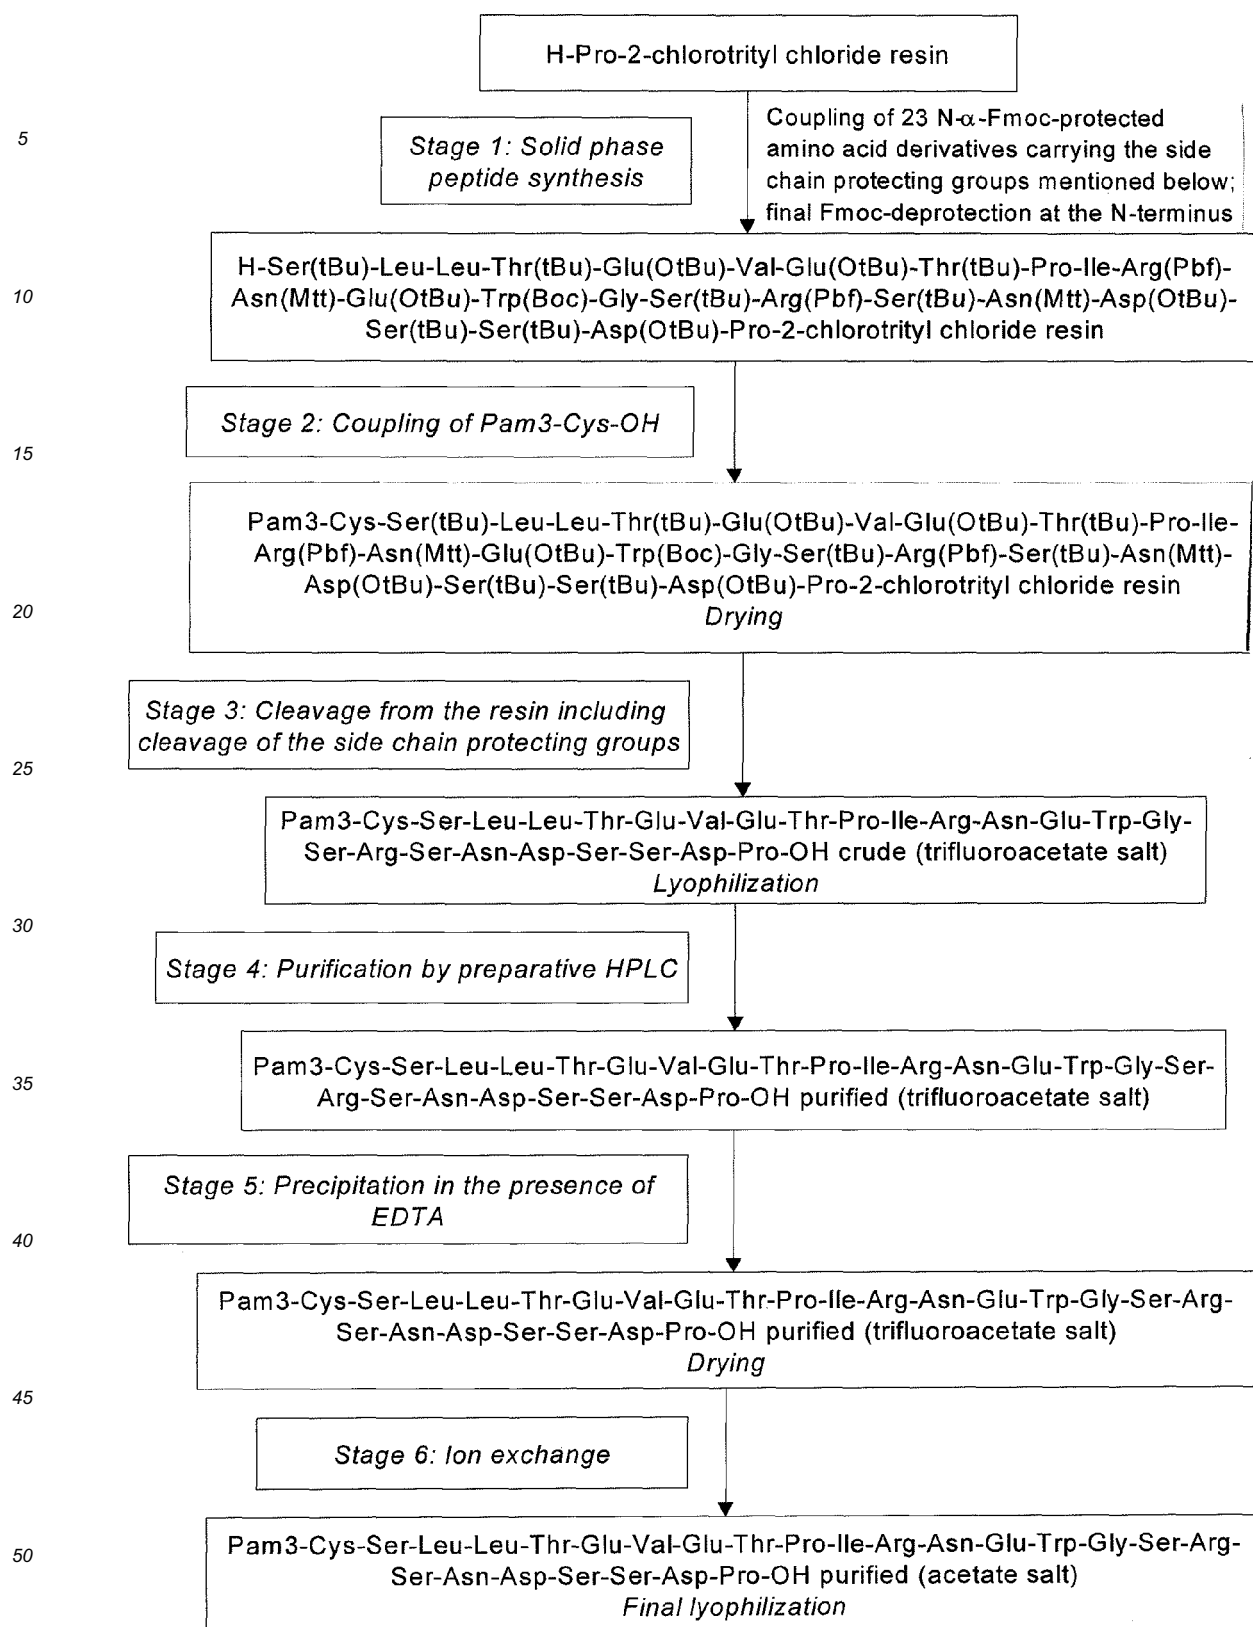 H-Pro-2-chlorotrityl chloride resin
5
Stage 1: Solid phase
peptide synthesis
Coupling of 23 N-α-Fmoc-protected
amino acid derivatives carrying the side
chain protecting groups mentioned below;
final Fmoc-deprotection at the N-terminus
H-Ser(tBu)-Leu-Leu-Thr(tBu)-Glu(OtBu)-Val-Glu(OtBu)-Thr(tBu)-Pro-Ile-Arg(Pbf)-
10
Asn(Mtt)-Glu(OtBu)-Trp(Boc)-Gly-Ser(tBu)-Arg(Pbf)-Ser(tBu)-Asn(Mtt)-Asp(OtBu)-
Ser(tBu)-Ser(tBu)-Asp(OtBu)-Pro-2-chlorotrityl chloride resin
Stage 2: Coupling of Pam3-Cys-OH
15
Pam3-Cys-Ser(tBu)-Leu-Leu-Thr(tBu)-Glu(OtBu)-Val-Glu(OtBu)-Thr(tBu)-Pro-Ile-
Arg(Pbf)-Asn(Mtt)-Glu(OtBu)-Trp(Boc)-Gly-Ser(tBu)-Arg(Pbf)-Ser(tBu)-Asn(Mtt)-
Asp(OtBu)-Ser(tBu)-Ser(tBu)-Asp(OtBu)-Pro-2-chlorotrityl chloride resin
20
Drying
Stage 3: Cleavage from the resin including
cleavage of the side chain protecting groups
25
Pam3-Cys-Ser-Leu-Leu-Thr-Glu-Val-Glu-Thr-Pro-Ile-Arg-Asn-Glu-Trp-Gly-
Ser-Arg-Ser-Asn-Asp-Ser-Ser-Asp-Pro-OH crude (trifluoroacetate salt)
Lyophilization
30
Stage 4: Purification by preparative HPLC
Pam3-Cys-Ser-Leu-Leu-Thr-Glu-Val-Glu-Thr-Pro-Ile-Arg-Asn-Glu-Trp-Gly-Ser-
35
Arg-Ser-Asn-Asp-Ser-Ser-Asp-Pro-OH purified (trifluoroacetate salt)
Stage 5: Precipitation in the presence of
EDTA
40
Pam3-Cys-Ser-Leu-Leu-Thr-Glu-Val-Glu-Thr-Pro-Ile-Arg-Asn-Glu-Trp-Gly-Ser-Arg-
Ser-Asn-Asp-Ser-Ser-Asp-Pro-OH purified (trifluoroacetate salt)
Drying
45
Stage 6: Ion exchange
50
Pam3-Cys-Ser-Leu-Leu-Thr-Glu-Val-Glu-Thr-Pro-Ile-Arg-Asn-Glu-Trp-Gly-Ser-Arg-
Ser-Asn-Asp-Ser-Ser-Asp-Pro-OH purified (acetate salt)
Final lyophilization